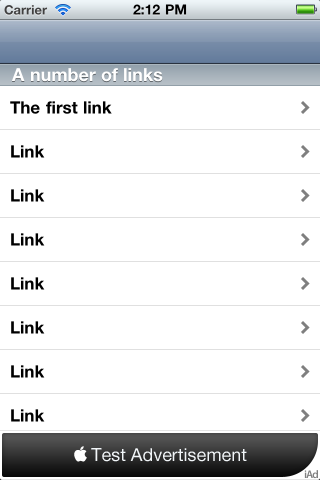 Carrier 2:12 PM
A number of links
The first link
Link
Link
Link
Link
Link
Link
Link
Test Advertisement
iAd